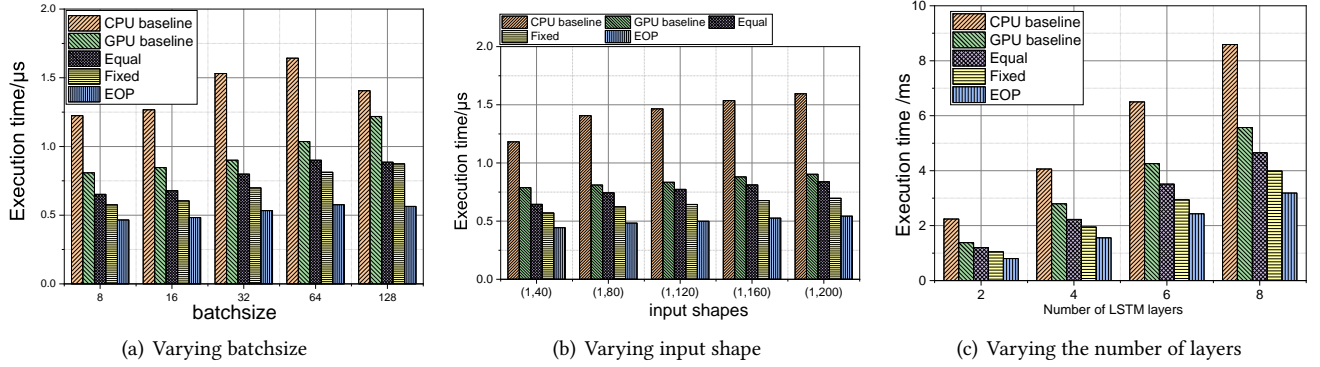 2.0
1.5
1.0
0.5
0.0
Execution time/μs
CPU baseline
GPU baseline
Equal
Fixed
EOP
8 16 32 64 128
batchsize
(a) Varying batchsize
CPU baseline GPU baseline Equal
Fixed EOP
2.0
1.5
1.0
0.5
0.0
Execution time/μs
(1,40) (1,80) (1,120) (1,160) (1,200)
input shapes
(b) Varying input shape
10
8
6
4
2
0
Execution time /ms
CPU baseline
GPU baseline
Equal
Fixed
EOP
2 4 6 8
Number of LSTM layers
(c) Varying the number of layers